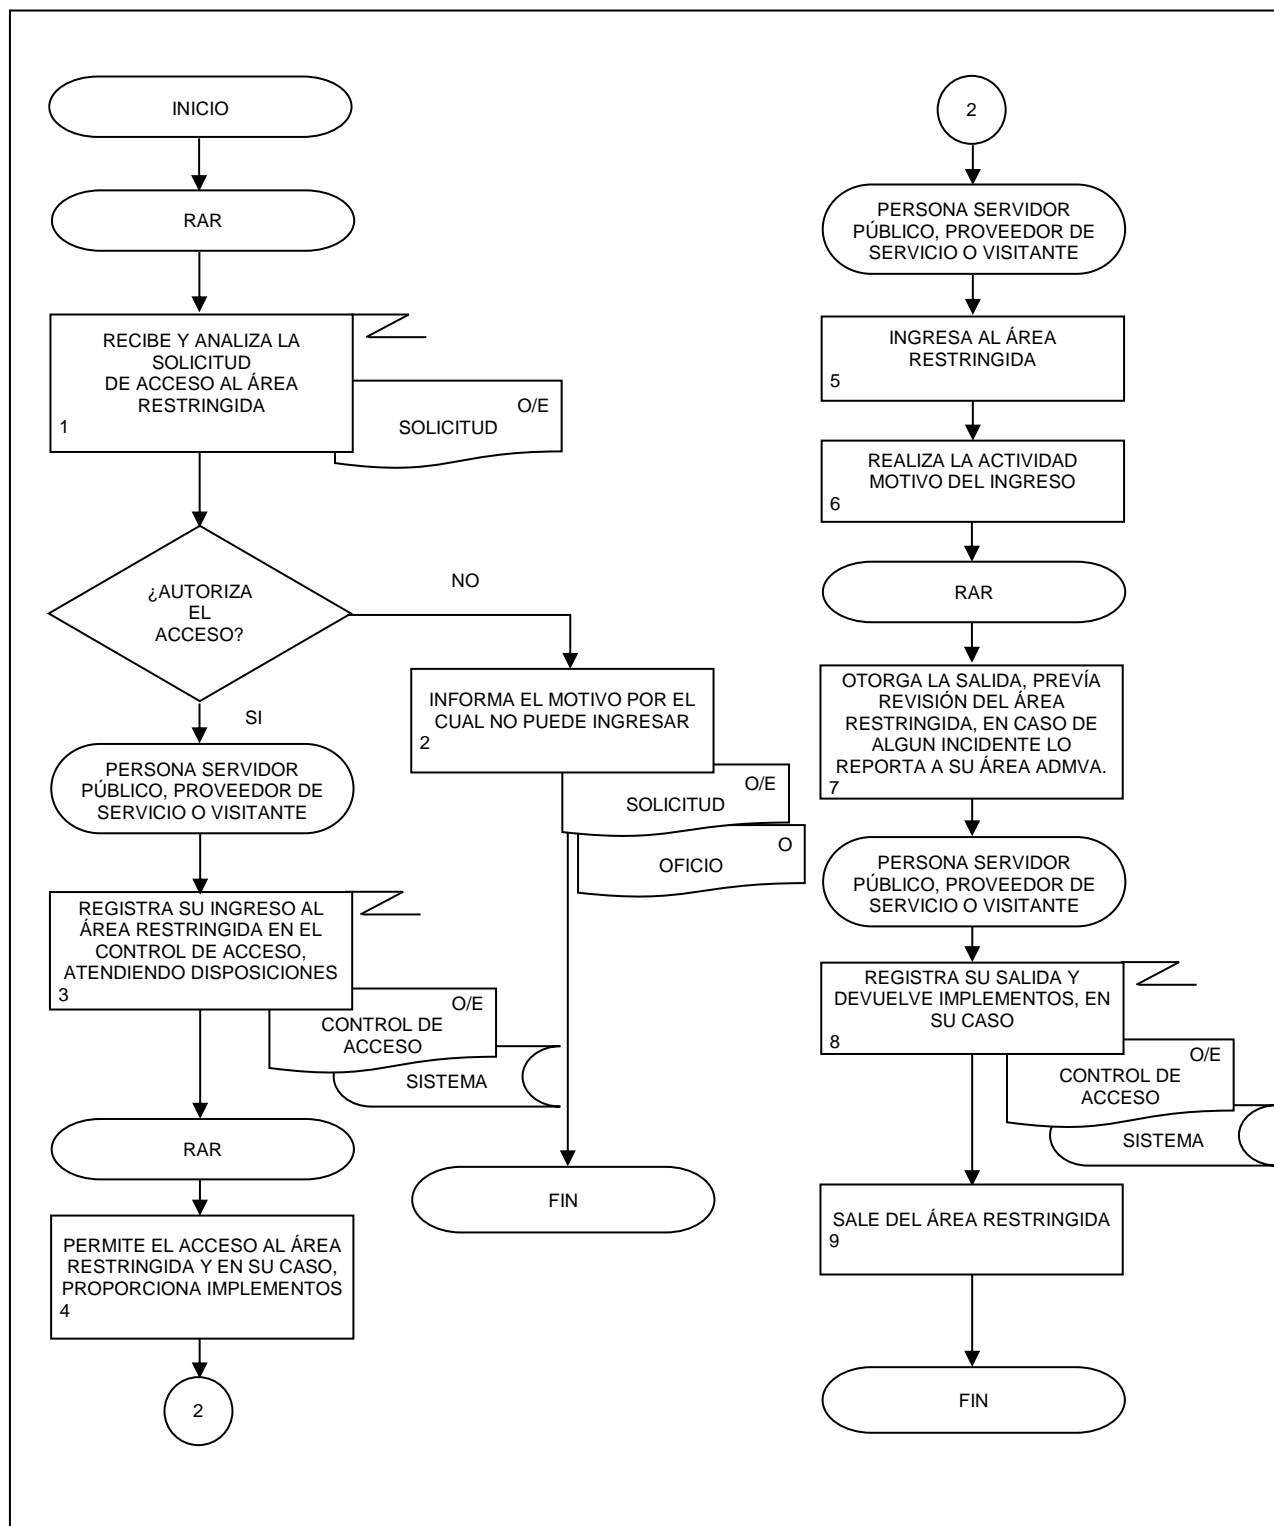 INICIO
RAR
RECIBE Y ANALIZA LA
SOLICITUD
DE ACCESO AL ÁREA
RESTRINGIDA
1
O/E
SOLICITUD
¿AUTORIZA
EL
ACCESO?
NO
SI
INFORMA EL MOTIVO POR EL
CUAL NO PUEDE INGRESAR
2
O/E
SOLICITUD
O
OFICIO
FIN
PERSONA SERVIDOR
PÚBLICO, PROVEEDOR DE
SERVICIO O VISITANTE
REGISTRA SU INGRESO AL
ÁREA RESTRINGIDA EN EL
CONTROL DE ACCESO,
ATENDIENDO DISPOSICIONES
3
O/E
CONTROL DE
ACCESO
SISTEMA
RAR
PERMITE EL ACCESO AL ÁREA
RESTRINGIDA Y EN SU CASO,
PROPORCIONA IMPLEMENTOS
4
2
2
PERSONA SERVIDOR
PÚBLICO, PROVEEDOR DE
SERVICIO O VISITANTE
INGRESA AL ÁREA
RESTRINGIDA
5
REALIZA LA ACTIVIDAD
MOTIVO DEL INGRESO
6
RAR
OTORGA LA SALIDA, PREVÍA
REVISIÓN DEL ÁREA
RESTRINGIDA, EN CASO DE
ALGUN INCIDENTE LO
REPORTA A SU ÁREA ADMVA.
7
PERSONA SERVIDOR
PÚBLICO, PROVEEDOR DE
SERVICIO O VISITANTE
REGISTRA SU SALIDA Y
DEVUELVE IMPLEMENTOS, EN
SU CASO
8
O/E
CONTROL DE
ACCESO
SISTEMA
SALE DEL ÁREA RESTRINGIDA
9
FIN